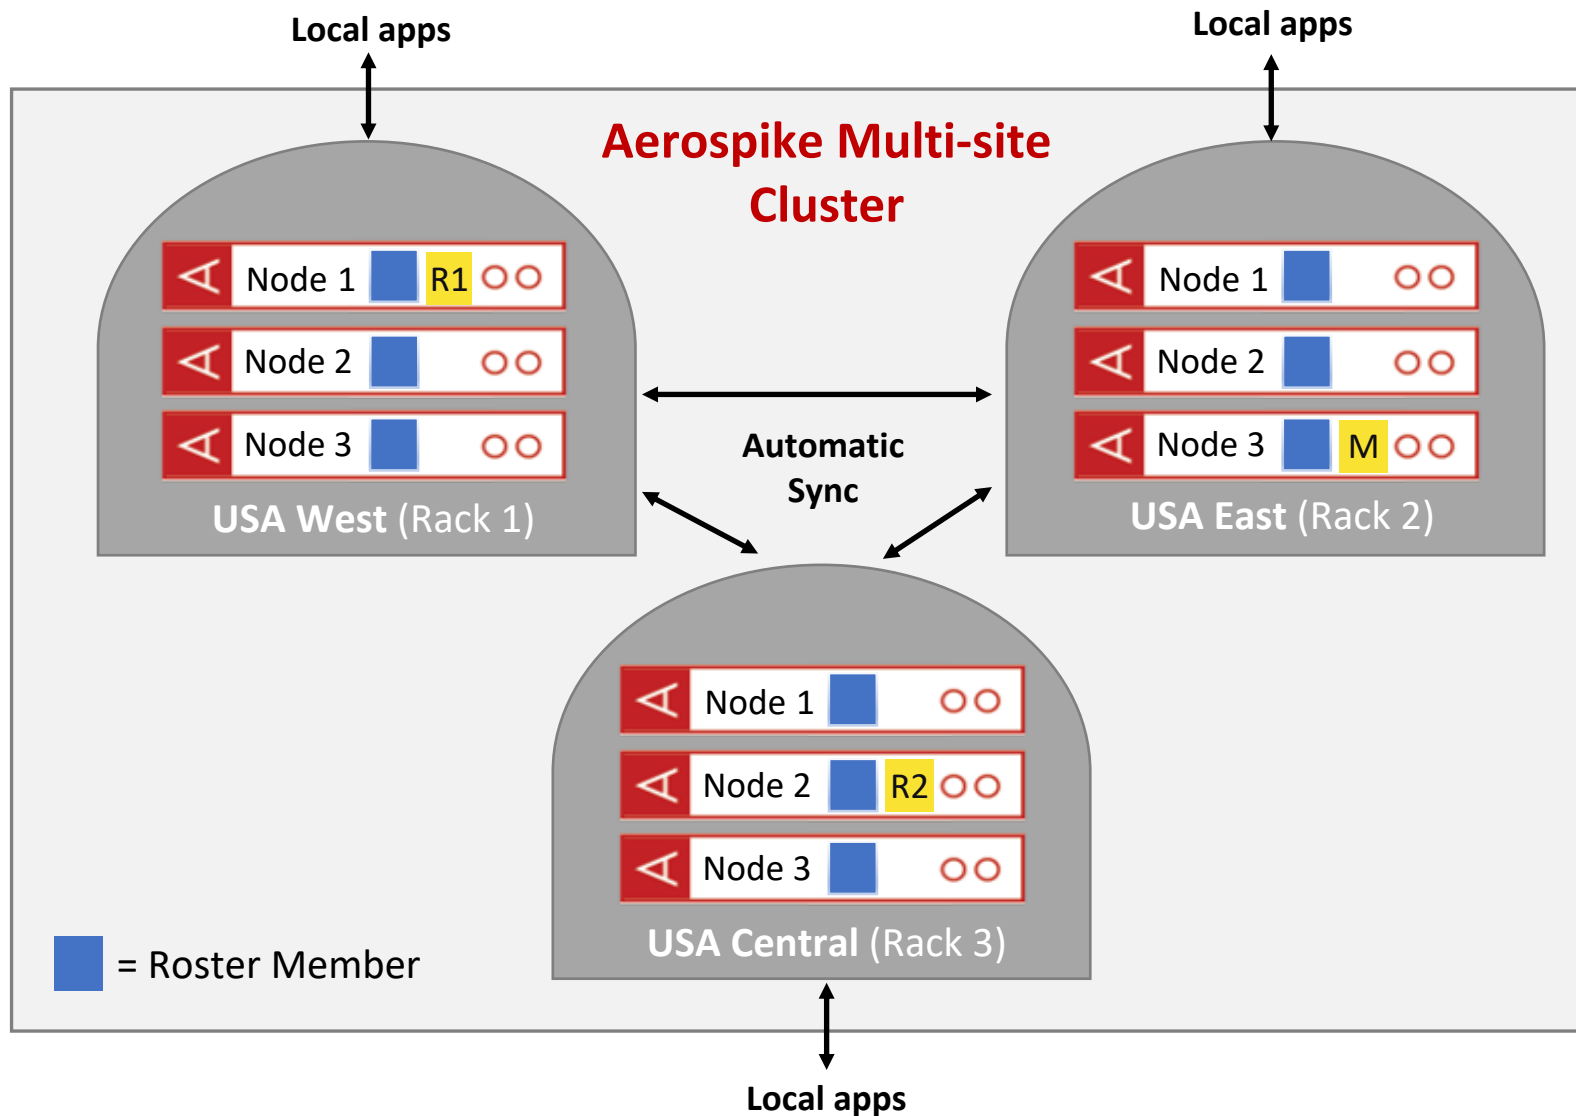 Local apps
Local apps
Aerospike Multi-site
Cluster
A Node 1 R1
A Node 2
A Node 3
USA West (Rack 1)
A Node 1
A Node 2
A Node 3 M
USA East (Rack 2)
Automatic
Sync
A Node 1
A Node 2 R2
A Node 3
USA Central (Rack 3)
= Roster Member
Local apps